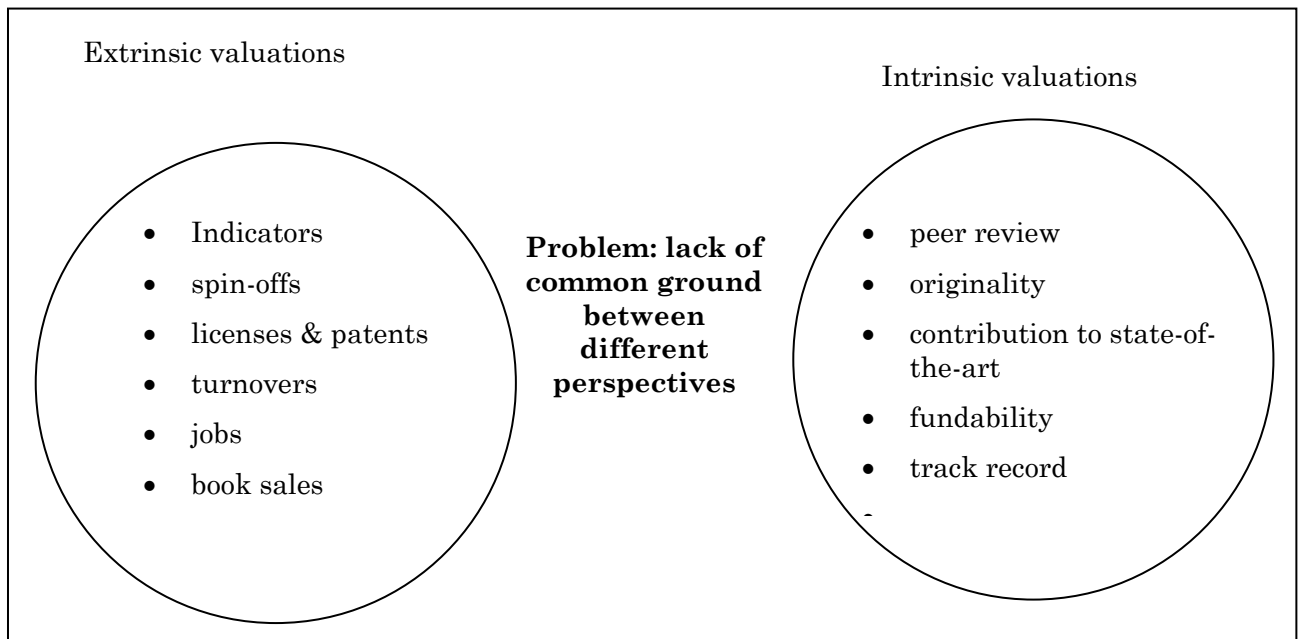 Extrinsic valuations
Intrinsic valuations
• Indicators
• spin-offs
• licenses & patents
• turnovers
• jobs
• book sales
Problem: lack of
common ground
between
different
perspectives
• peer review
• originality
• contribution to state-of-
the-art
• fundability
• track record